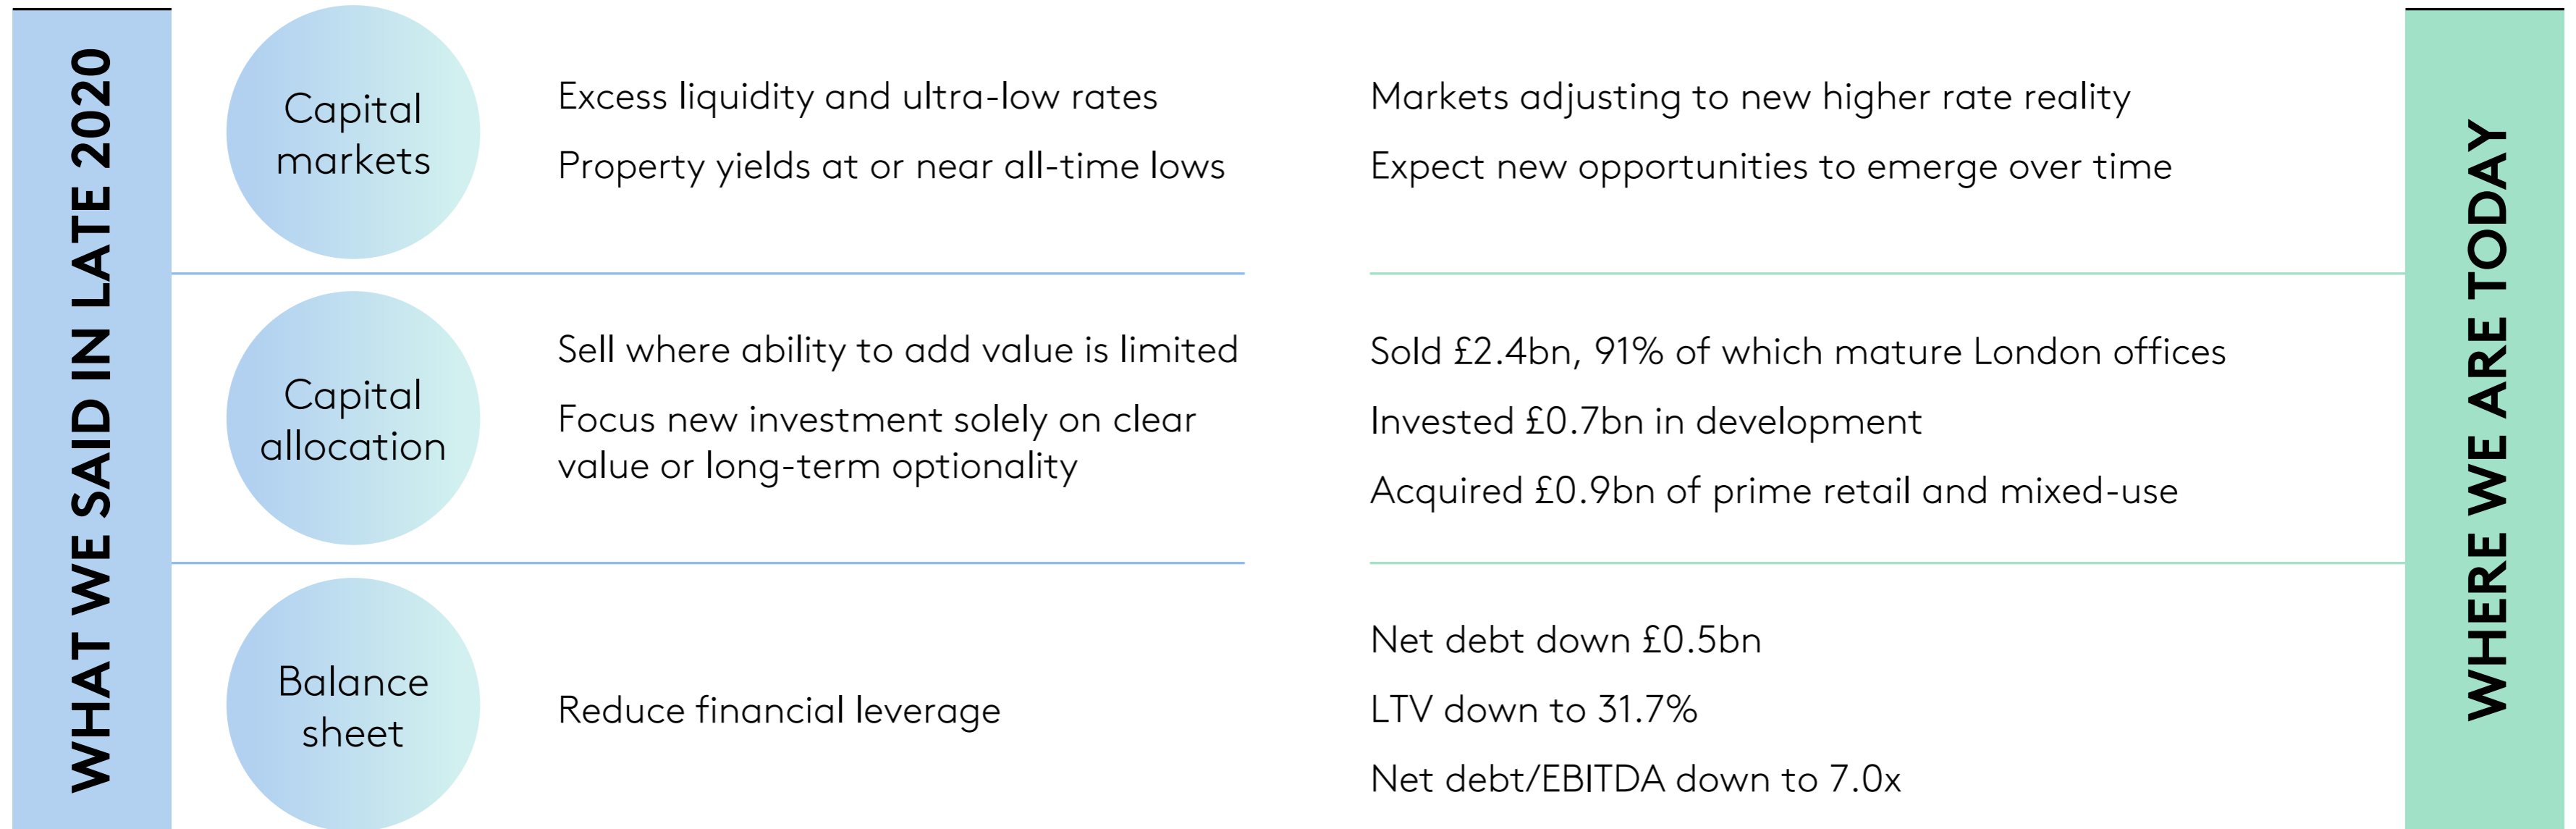 WHAT WE SAID IN LATE 2020
Capital
markets
Excess liquidity and ultra-low rates
Property yields at or near all-time lows
Markets adjusting to new higher rate reality
Expect new opportunities to emerge over time
Capital
allocation
Sell where ability to add value is limited
Focus new investment solely on clear
value or long-term optionality
Sold £2.4bn, 91% of which mature London offices
Invested £0.7bn in development
Acquired £0.9bn of prime retail and mixed-use
Balance
sheet
Reduce financial leverage
Net debt down £0.5bn
LTV down to 31.7%
Net debt/EBITDA down to 7.0x
WHERE WE ARE TODAY